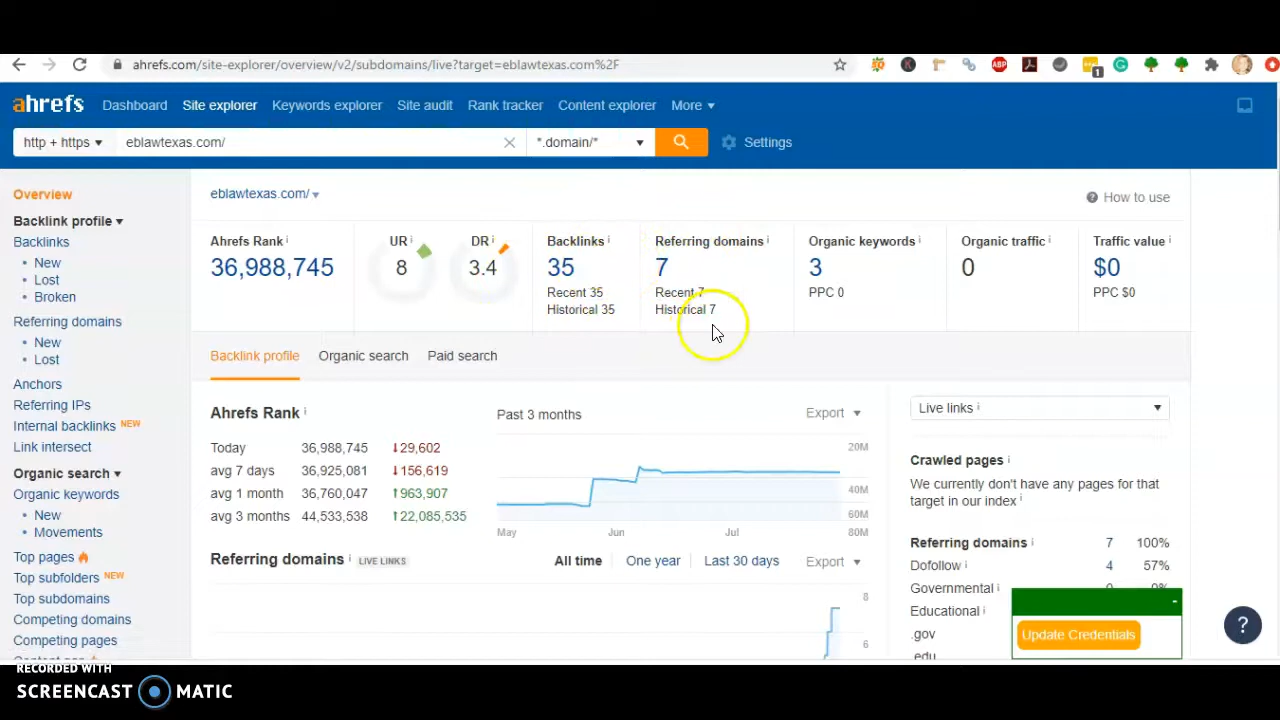 ahrefs.com/site-explorer/overview/v2/subdomains/live?target=eblawtexas.com%2F
ABP
1
ahrefs Dashboard Site explorer Keywords explorer Site audit Rank tracker Content explorer More
http + https eblawtexas.com/ *.domain/* Settings
Overview
Backlink profile
Backlinks
New
Lost
Broken
Referring domains
New
Lost
Anchors
Referring IPs
Internal backlinks NEW
Link intersect
Organic search
Organic keywords
New
Movements
Top pages
Top subfolders NEW
Top subdomains
Competing domains
Competing pages
eblawtexas.com/ How to use
Ahrefs Rank UR DR Backlinks Referring domains Organic keywords Organic traffic Traffic value
36,988,745 8 3.4 35 7 3 0 $0
Recent 35 Recent 7 PPC 0 PPC $0
Historical 35 Historical 7
Backlink profile Organic search Paid search
Ahrefs Rank Past 3 months Export
Today 36,988,745 ↓29,602
avg 7 days 36,925,081 ↓156,619
avg 1 month 36,760,047 ↑963,907
avg 3 months 44,533,538 ↑22,085,535
20M
40M
60M
80M
May Jun Jul
Referring domains LIVE LINKS All time One year Last 30 days Export
8
6
Live links
Crawled pages
We currently don't have any pages for that
target in our index
Referring domains 7 100%
Dofollow 4 57%
Governmental
Educational
.gov
.edu
-
Update Credentials
?
RECORDED WITH
SCREENCAST MATIC